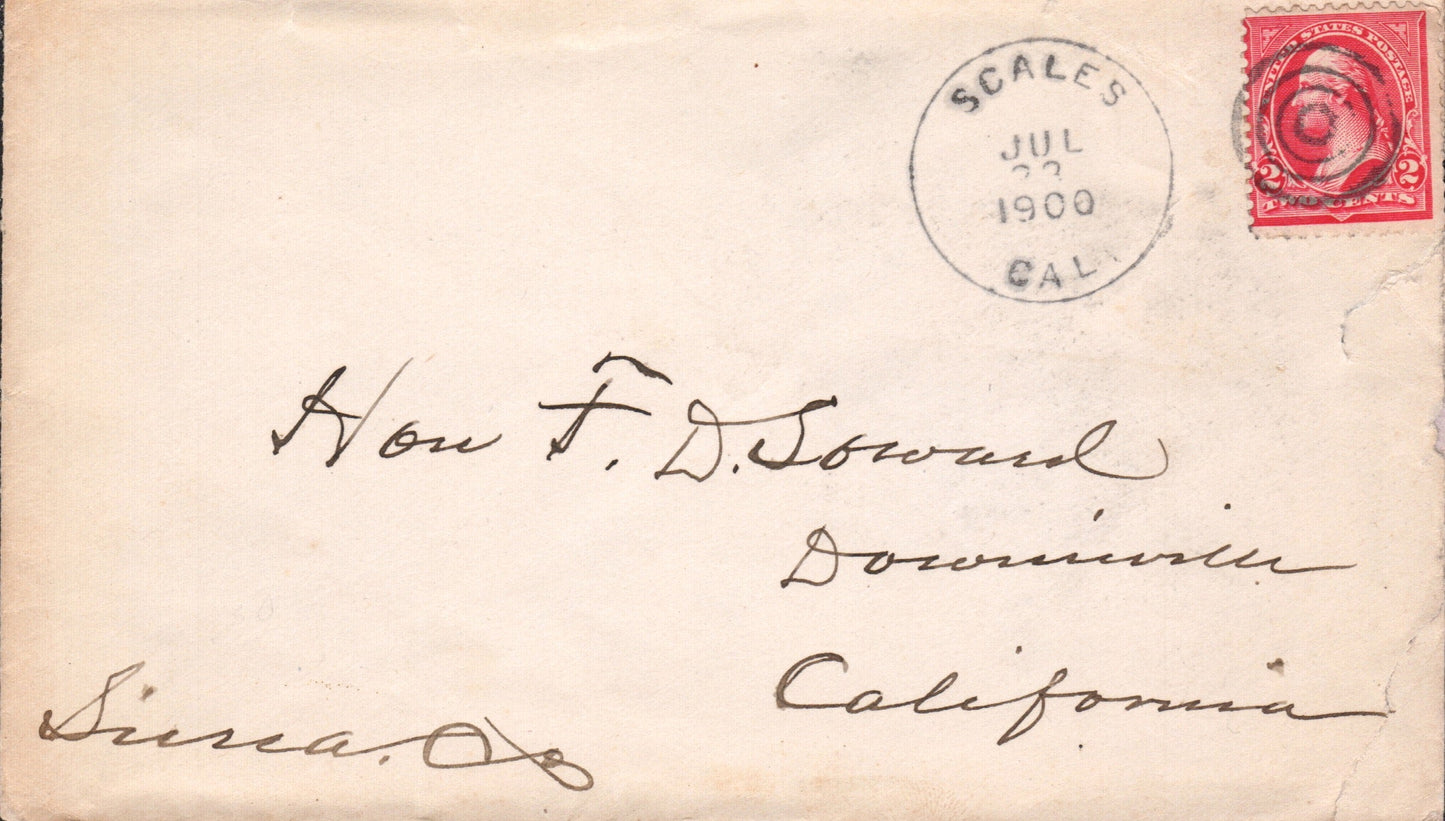 SCALES
JUL
1900
CAL
UNITED STATES POSTAGE
2 2
TWO CENTS
Hon F. D. Soward
Downieville
California
Sierra. Co